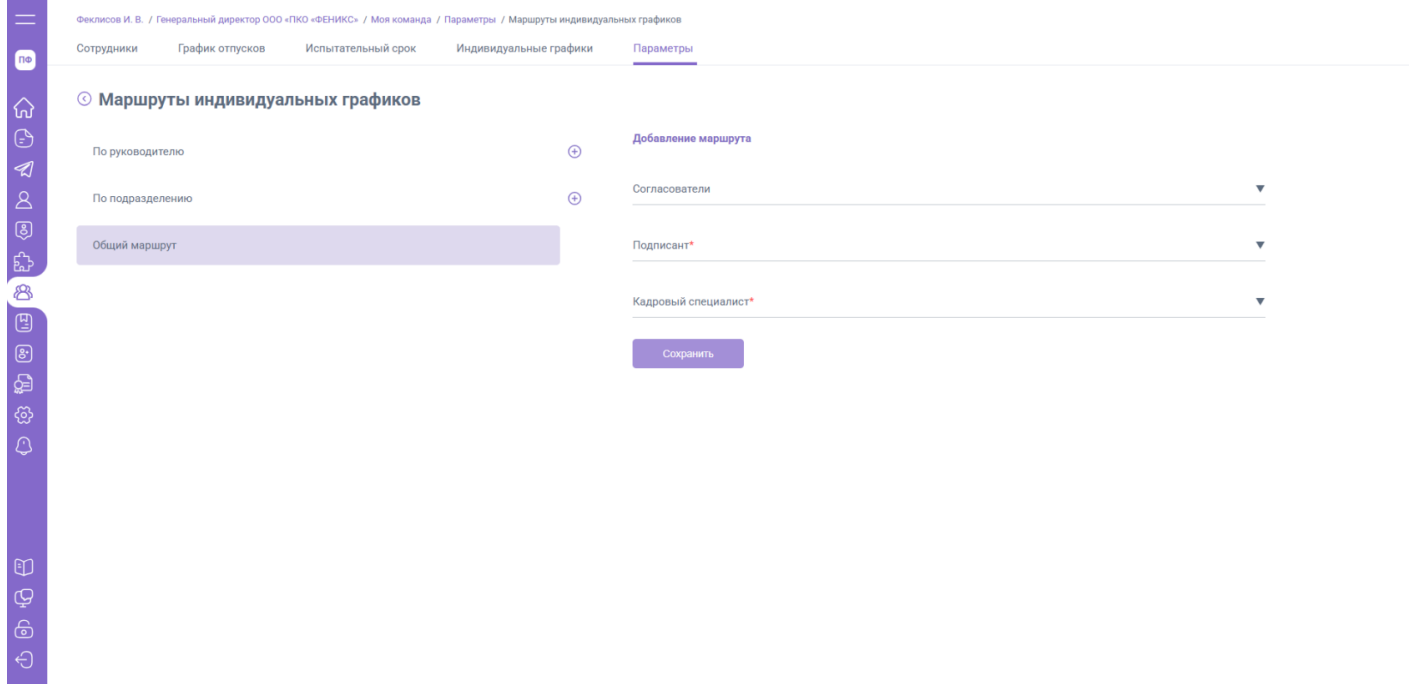 Феклисов И. В. / Генеральный директор ООО «ПКО «ФЕНИКС» / Моя команда / Параметры / Маршруты индивидуальных графиков
Сотрудники График отпусков Испытательный срок Индивидуальные графики Параметры
ПФ
Маршруты индивидуальных графиков
По руководителю
По подразделению
Общий маршрут
Добавление маршрута
Согласователи
Подписант*
Кадровый специалист*
Сохранить